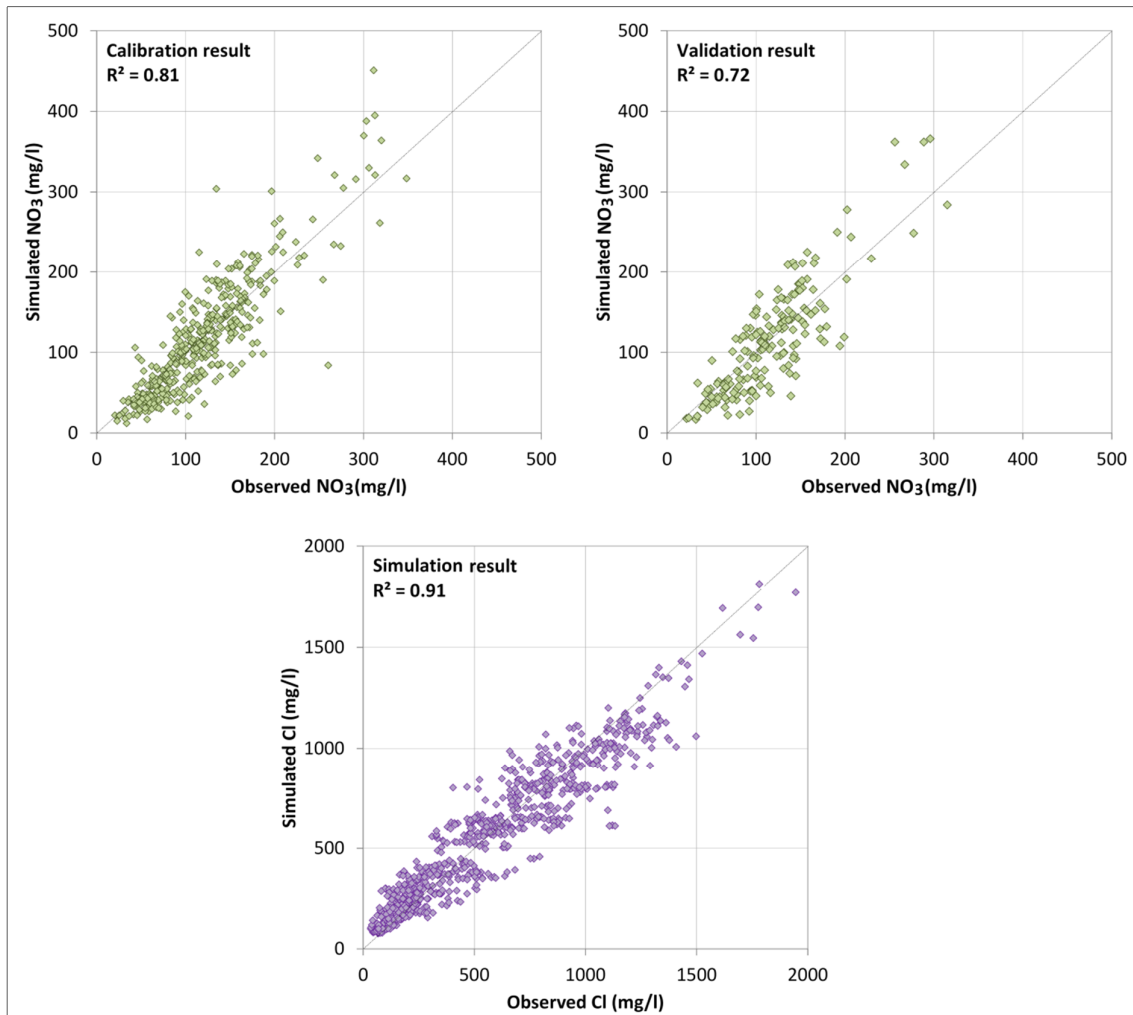 Calibration result
R² = 0.81
500
400
300
200
100
0
Simulated NO₃ (mg/l)
0 100 200 300 400 500
Observed NO₃ (mg/l)
Validation result
R² = 0.72
500
400
300
200
100
0
Simulated NO₃ (mg/l)
0 100 200 300 400 500
Observed NO₃ (mg/l)
Simulation result
R² = 0.91
2000
1500
1000
500
0
Simulated Cl (mg/l)
0 500 1000 1500 2000
Observed Cl (mg/l)